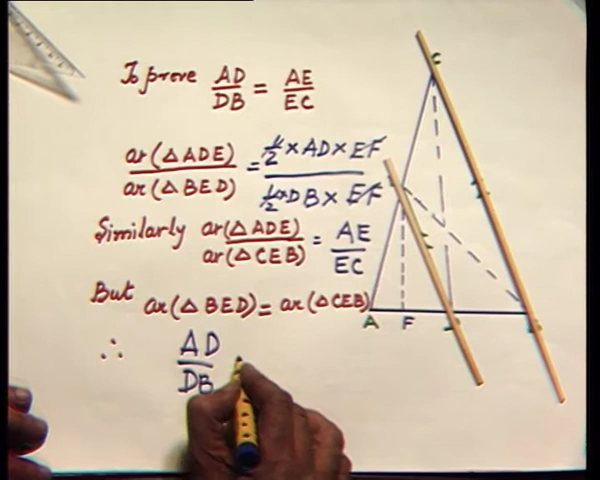 To prove AD/DB = AE/EC
ar(△ADE)/ar(△BED) = ½×AD×EF/½×DB×EF
Similarly ar(△ADE)/ar(△CEB) = AE/EC
But ar(△BED) = ar(△CEB)
∴ AD/DB
C
A F